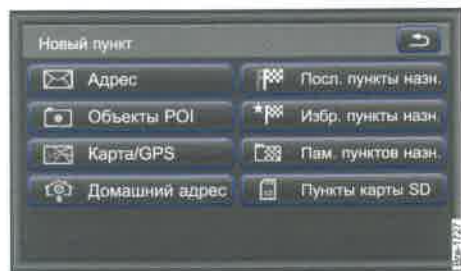 Новый пункт
Адрес
Посл. пункты назн.
Объекты POI
Избр. пункты назн.
Карта/GPS
Пам. пунктов назн.
Домашний адрес
Пункты карты SD